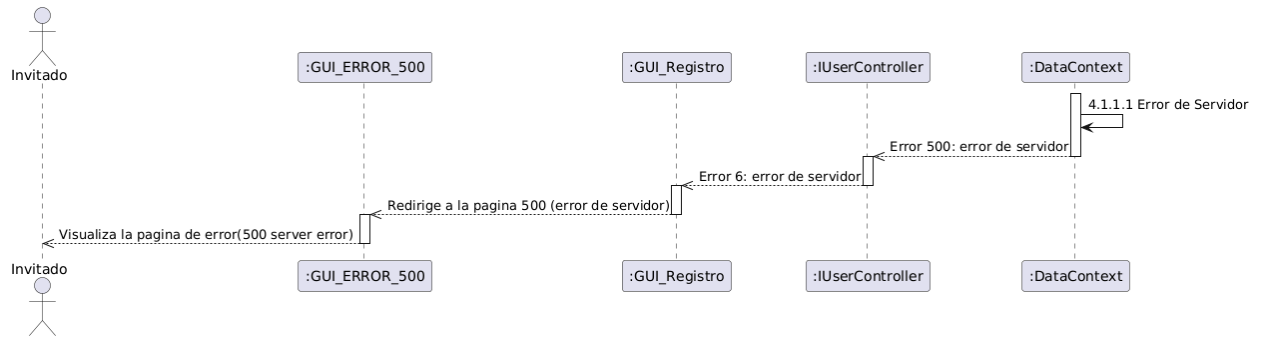 Invitado
:GUI_ERROR_500
:GUI_Registro
:IUserController
:DataContext
4.1.1.1 Error de Servidor
Error 500: error de servidor
Error 6: error de servidor
Redirige a la pagina 500 (error de servidor)
Visualiza la pagina de error(500 server error)
Invitado
:GUI_ERROR_500
:GUI_Registro
:IUserController
:DataContext